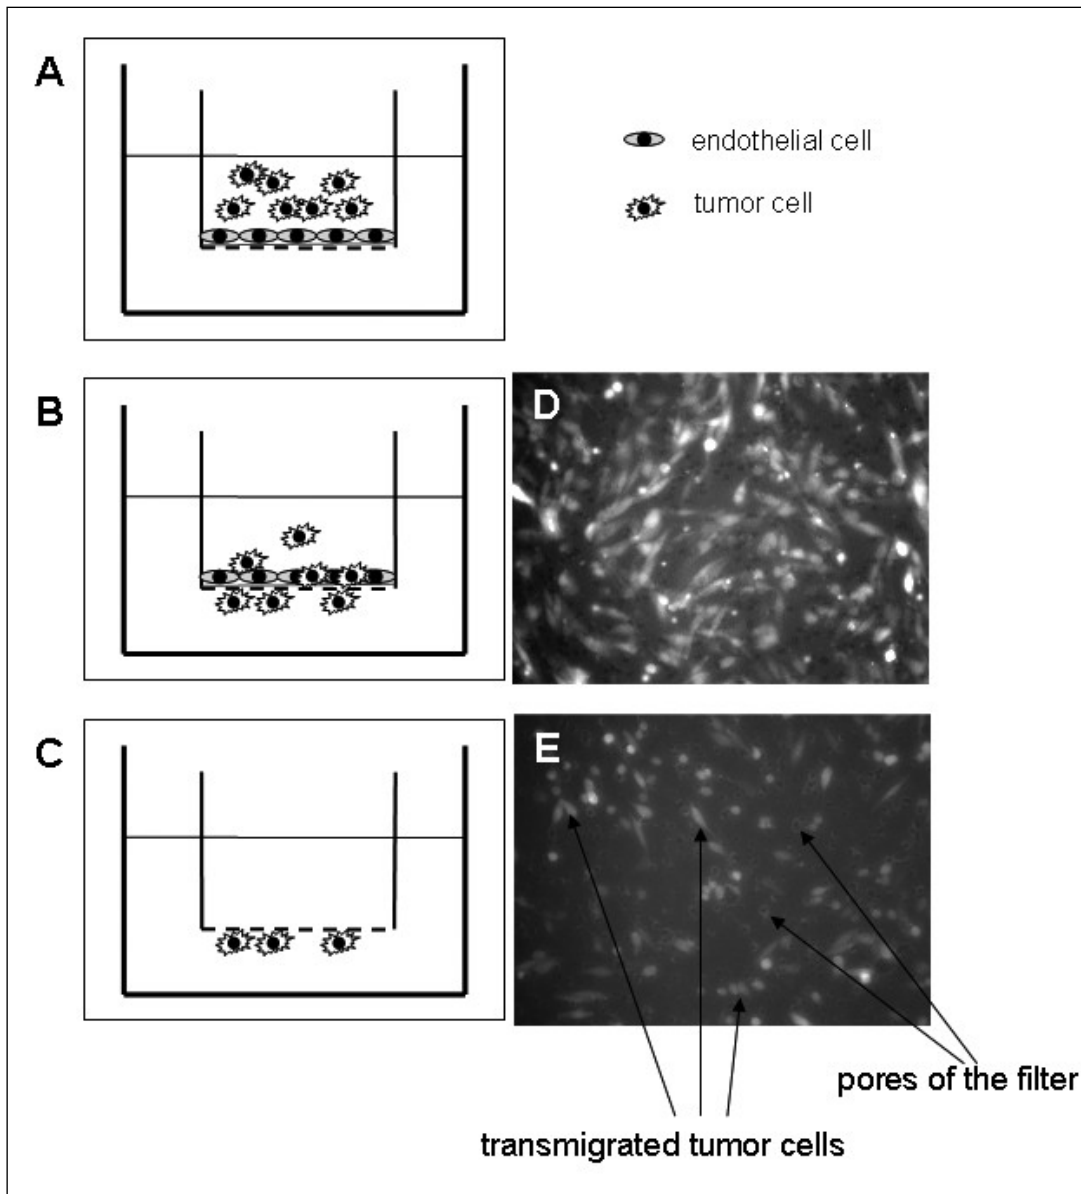 A
endothelial cell
tumor cell
B
D
C
E
pores of the filter
transmigrated tumor cells